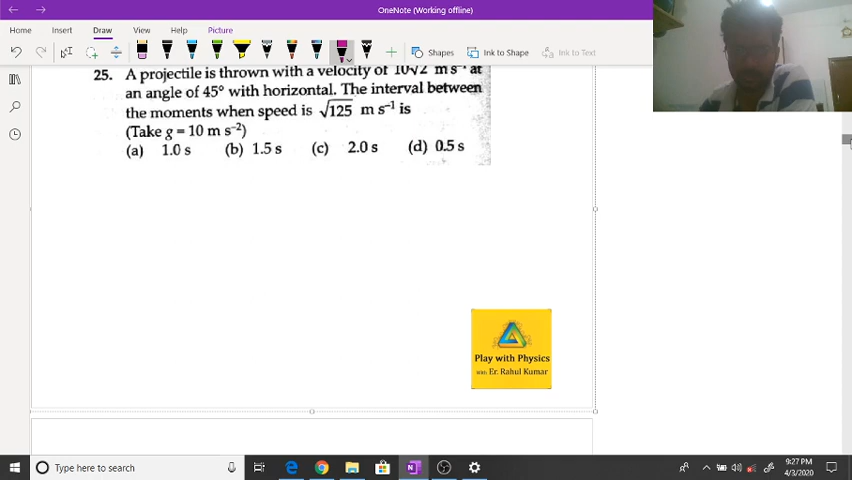 OneNote (Working offline)
Home Insert Draw View Help Picture
Shapes Ink to Shape Ink to Text
25. A projectile is thrown with a velocity of 10√2 m s⁻¹ at
an angle of 45° with horizontal. The interval between
the moments when speed is √125 m s⁻¹ is
(Take g = 10 m s⁻²)
(a) 1.0 s (b) 1.5 s (c) 2.0 s (d) 0.5 s
Play with Physics
with Er. Rahul Kumar
Type here to search
9:27 PM
4/3/2020